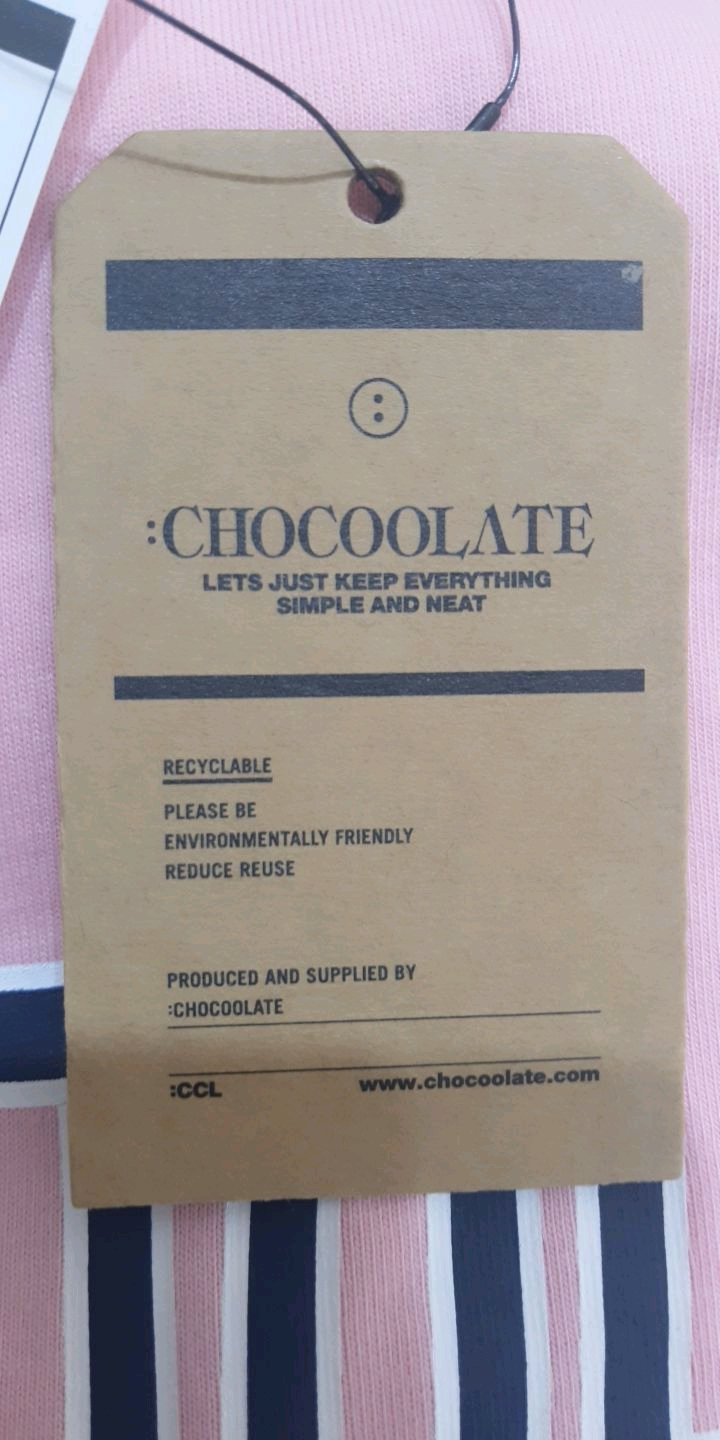 :CHOCOOLATE
LETS JUST KEEP EVERYTHING
SIMPLE AND NEAT
RECYCLABLE
PLEASE BE
ENVIRONMENTALLY FRIENDLY
REDUCE REUSE
PRODUCED AND SUPPLIED BY
:CHOCOOLATE
:CCL www.chocoolate.com